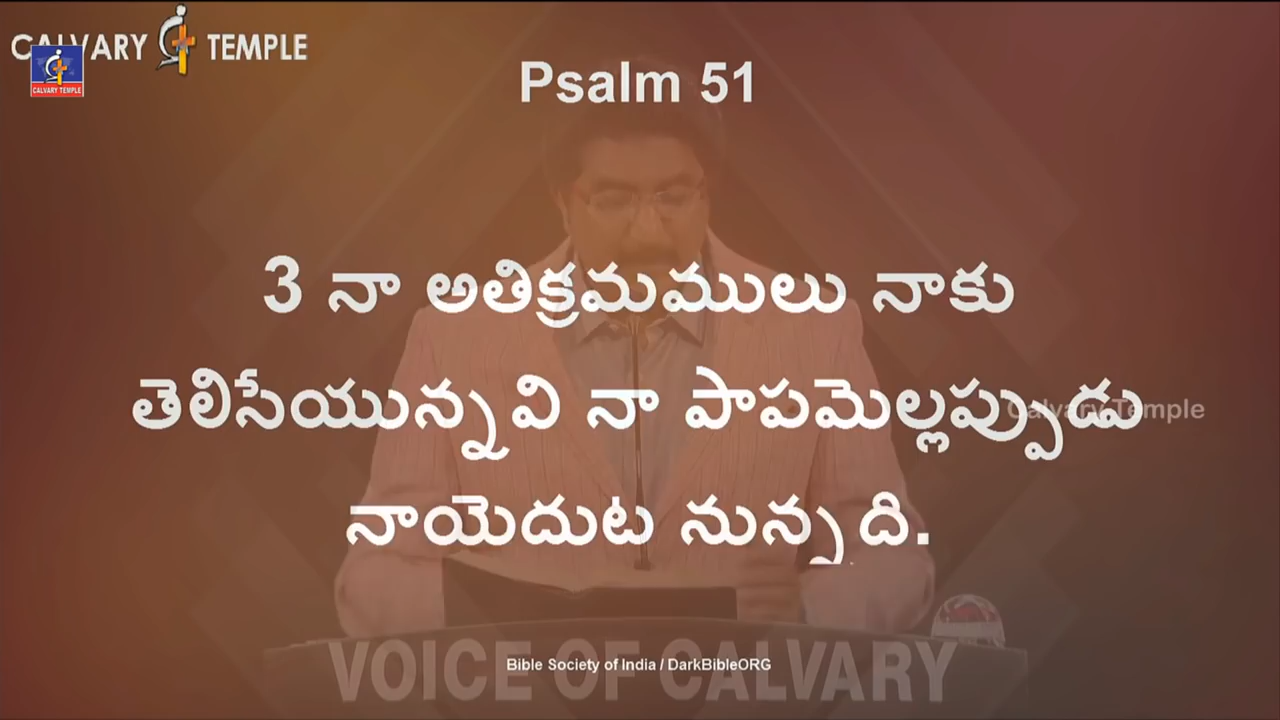 CALVARY TEMPLE
CALVARY TEMPLE
Psalm 51
3 నా అతిక్రమములు నాకు
తెలిసేయున్నవి నా పాపమెల్లప్పుడు
Calvary Temple
నాయెదుట నున్నది.
VOICE OF CALVARY
Bible Society of India / DarkBibleORG